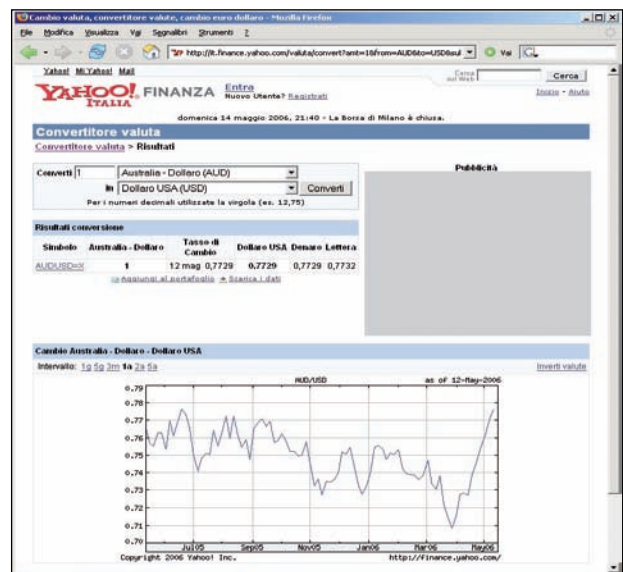 Cambio valuta, convertitore valute, cambio euro dollaro - Mozilla Firefox
File Modifica Visualizza Vai Segnalibri Strumenti ?
http://it.finance.yahoo.com/valuta/convert?amt=1&from=AUD&to=USD&sul Vai
Yahoo! Mi Yahoo! Mail
Cerca sul Web Cerca
YAHOO! ITALIA FINANZA
Entra
Nuovo Utente? Registrati
Inizio - Aiuto
domenica 14 maggio 2006, 21:40 - La Borsa di Milano è chiusa.
Convertitore valuta
Convertitore valuta > Risultati
Converti 1 Australia - Dollaro (AUD)
in Dollaro USA (USD) Converti
Per i numeri decimali utilizzate la virgola (es. 12,75)
Pubblicità
Risultati conversione
Simbolo Australia - Dollaro Tasso di Cambio Dollaro USA Denaro Lettera
AUDUSD=X 1 12 mag 0,7729 0,7729 0,7729 0,7732
Aggiungi al portafoglio Scarica i dati
Cambio Australia - Dollaro - Dollaro USA
Intervallo: 1g 5g 3m 1a 2a 5a
Inverti valute
AUD/USD as of 12-May-2006
0.79
0.78
0.77
0.76
0.75
0.74
0.73
0.72
0.71
0.70
Jul05 Sep05 Nov05 Jan06 Mar06 May06
Copyright 2006 Yahoo! Inc. http://finance.yahoo.com/